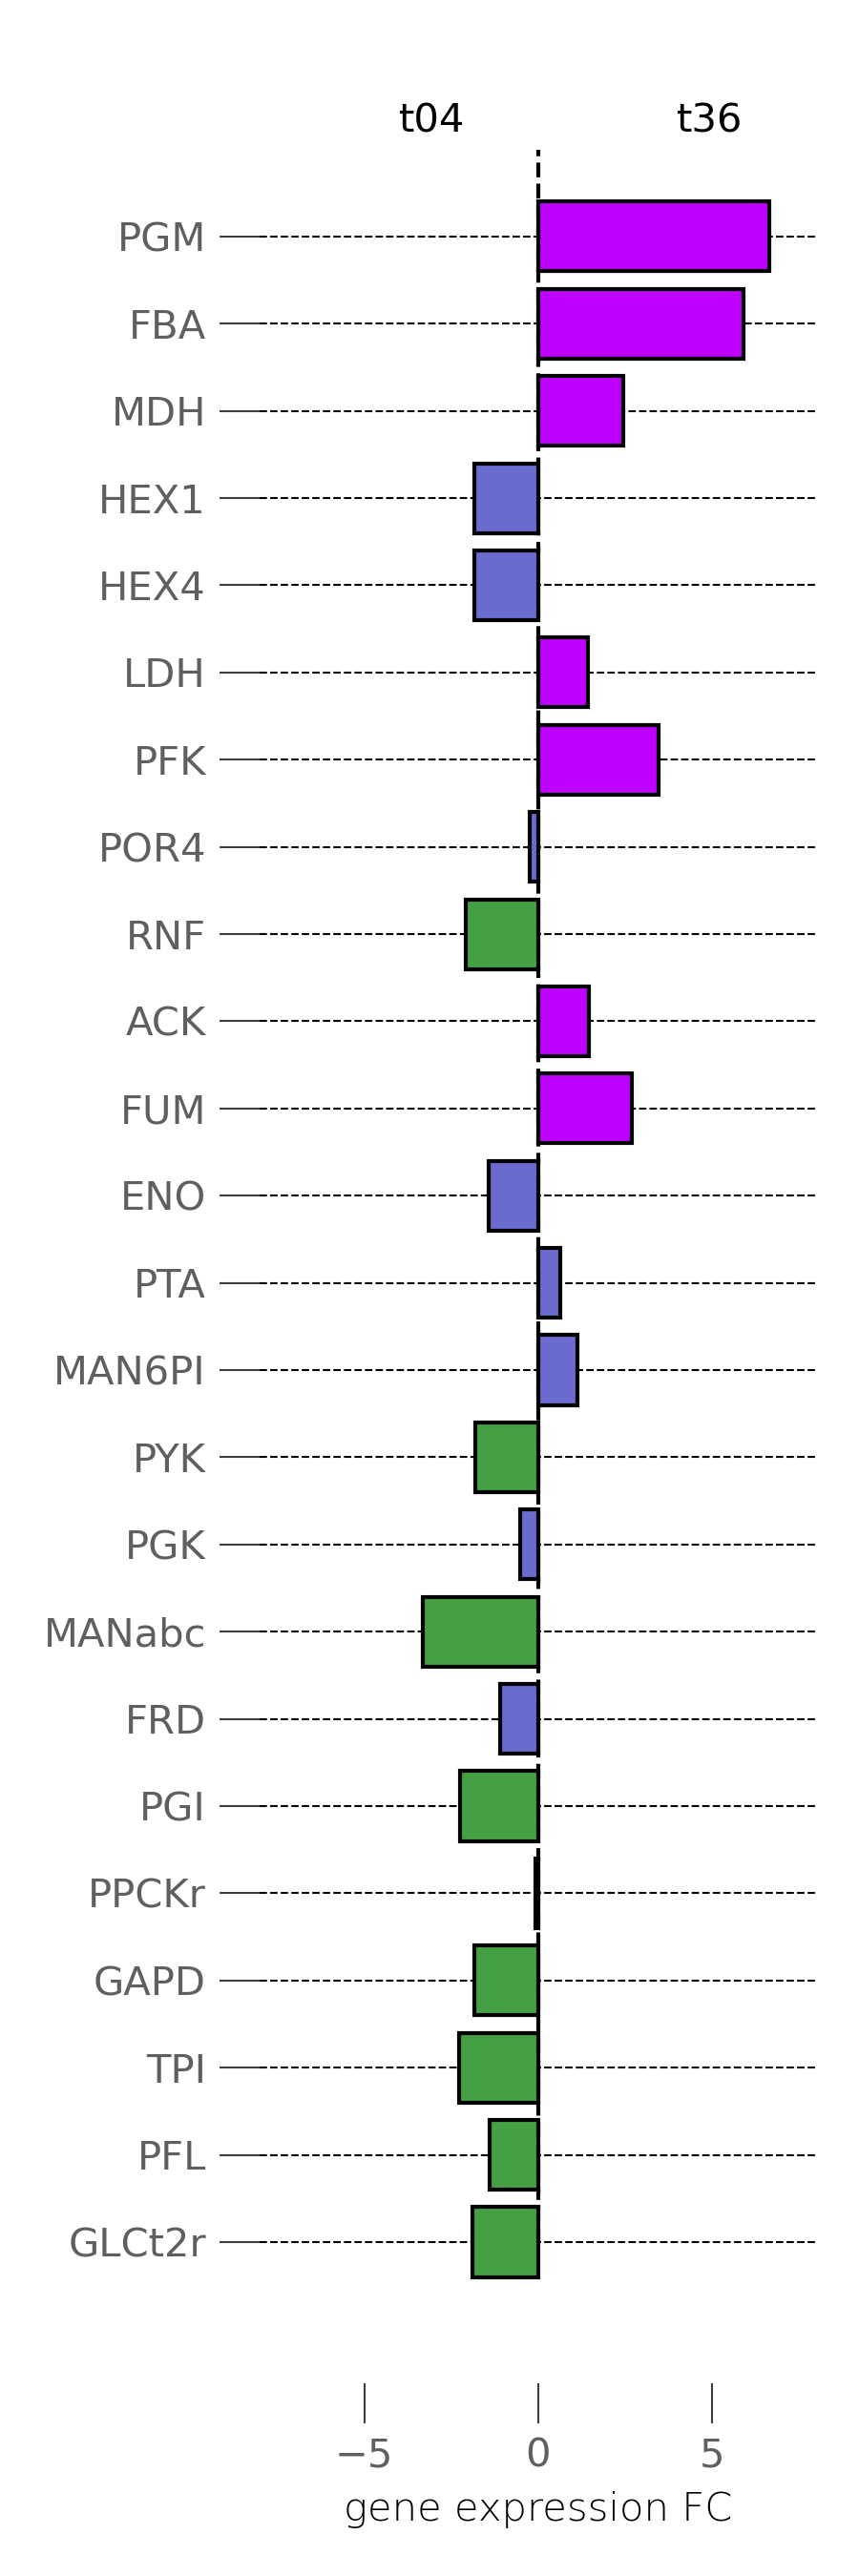 t04 t36
PGM
FBA
MDH
HEX1
HEX4
LDH
PFK
POR4
RNF
ACK
FUM
ENO
PTA
MAN6PI
PYK
PGK
MANabc
FRD
PGI
PPCKr
GAPD
TPI
PFL
GLCt2r
−5 0 5
gene expression FC